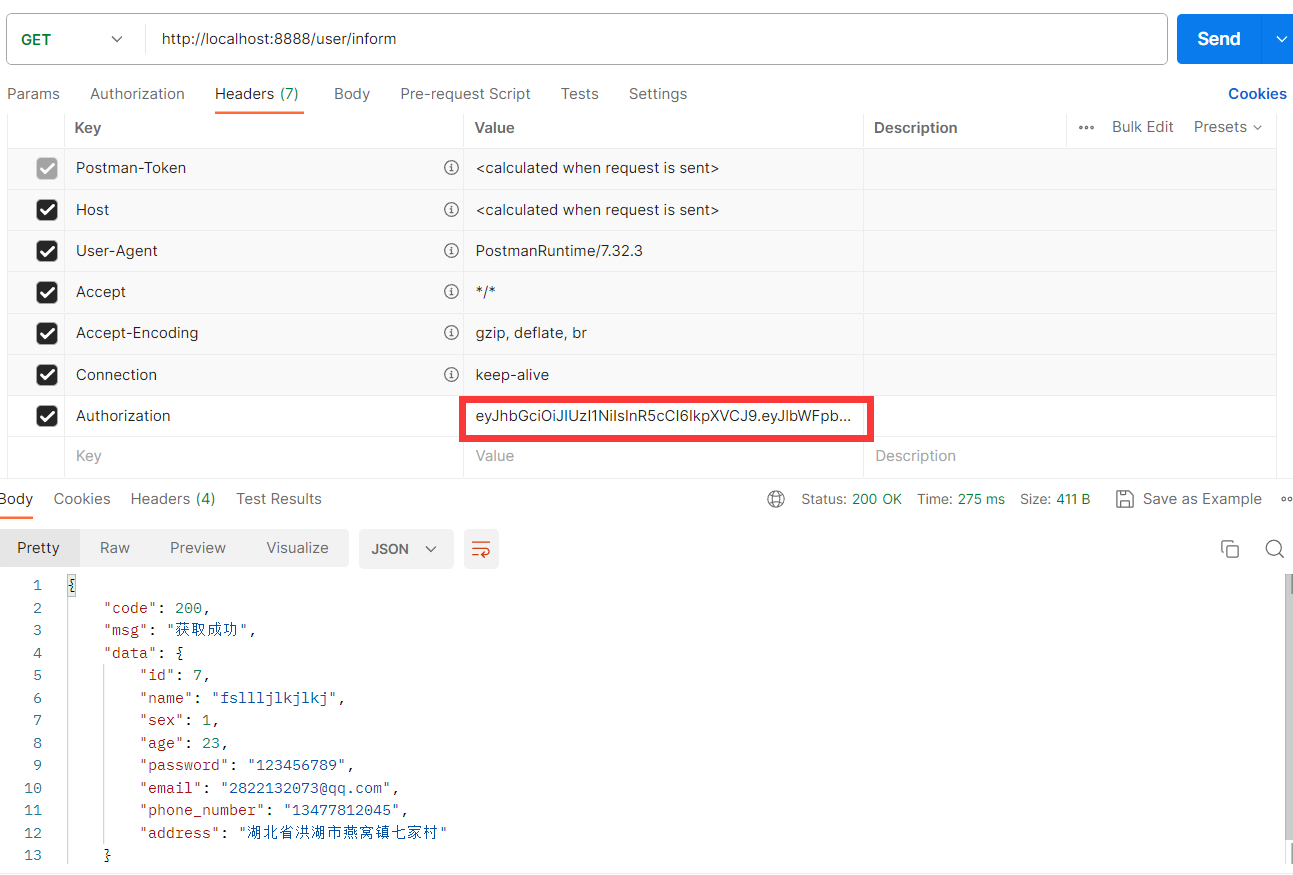 GET http://localhost:8888/user/inform Send
Params Authorization Headers (7) Body Pre-request Script Tests Settings Cookies
Key Value Description ••• Bulk Edit Presets
Postman-Token <calculated when request is sent>
Host <calculated when request is sent>
User-Agent PostmanRuntime/7.32.3
Accept */*
Accept-Encoding gzip, deflate, br
Connection keep-alive
Authorization eyJhbGciOiJIUzI1NiIsInR5cCI6IkpXVCJ9.eyJlbWFpb...
Key Value Description
Body Cookies Headers (4) Test Results Status: 200 OK Time: 275 ms Size: 411 B Save as Example
Pretty Raw Preview Visualize JSON
1 {
2 "code": 200,
3 "msg": "获取成功",
4 "data": {
5 "id": 7,
6 "name": "fsllljlkjlkj",
7 "sex": 1,
8 "age": 23,
9 "password": "123456789",
10 "email": "2822132073@qq.com",
11 "phone_number": "13477812045",
12 "address": "湖北省洪湖市燕窝镇七家村"
13 }